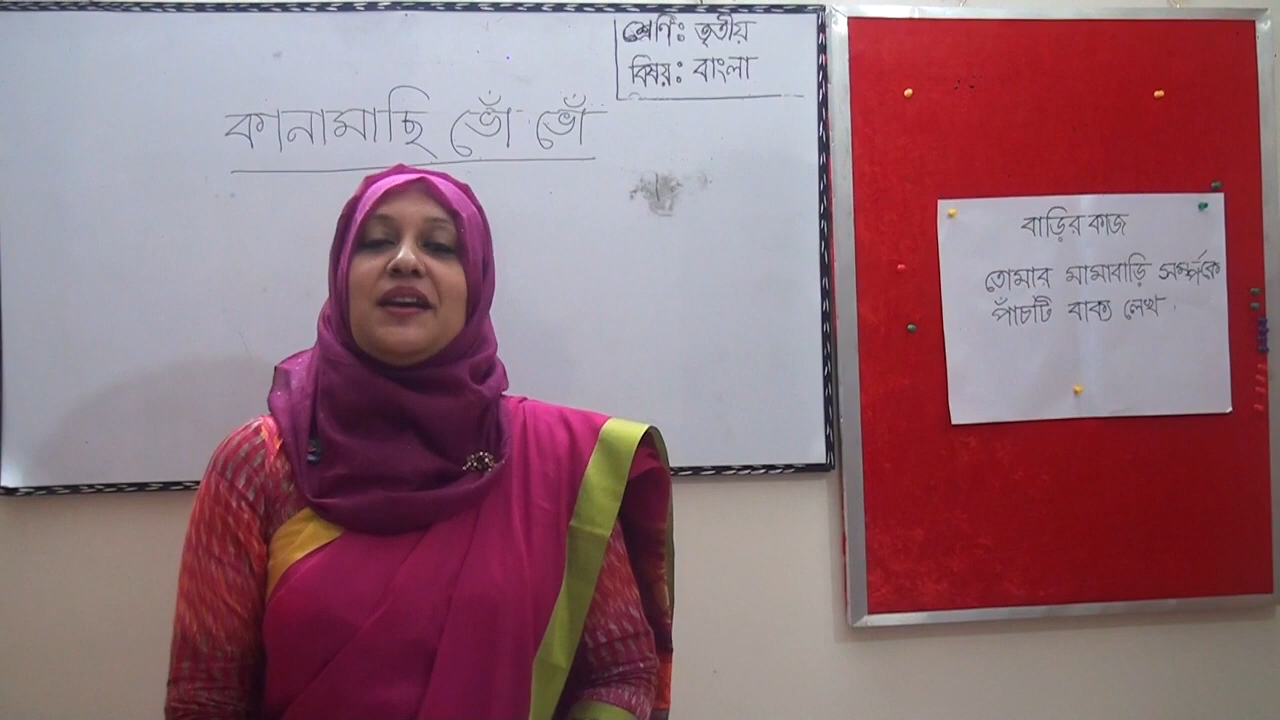 শ্রেণি: তৃতীয়
বিষয়: বাংলা
কানামাছি ভোঁ ভোঁ
বাড়ির কাজ
তোমার মামাবাড়ি সম্পর্কে
পাঁচটি বাক্য লেখ.